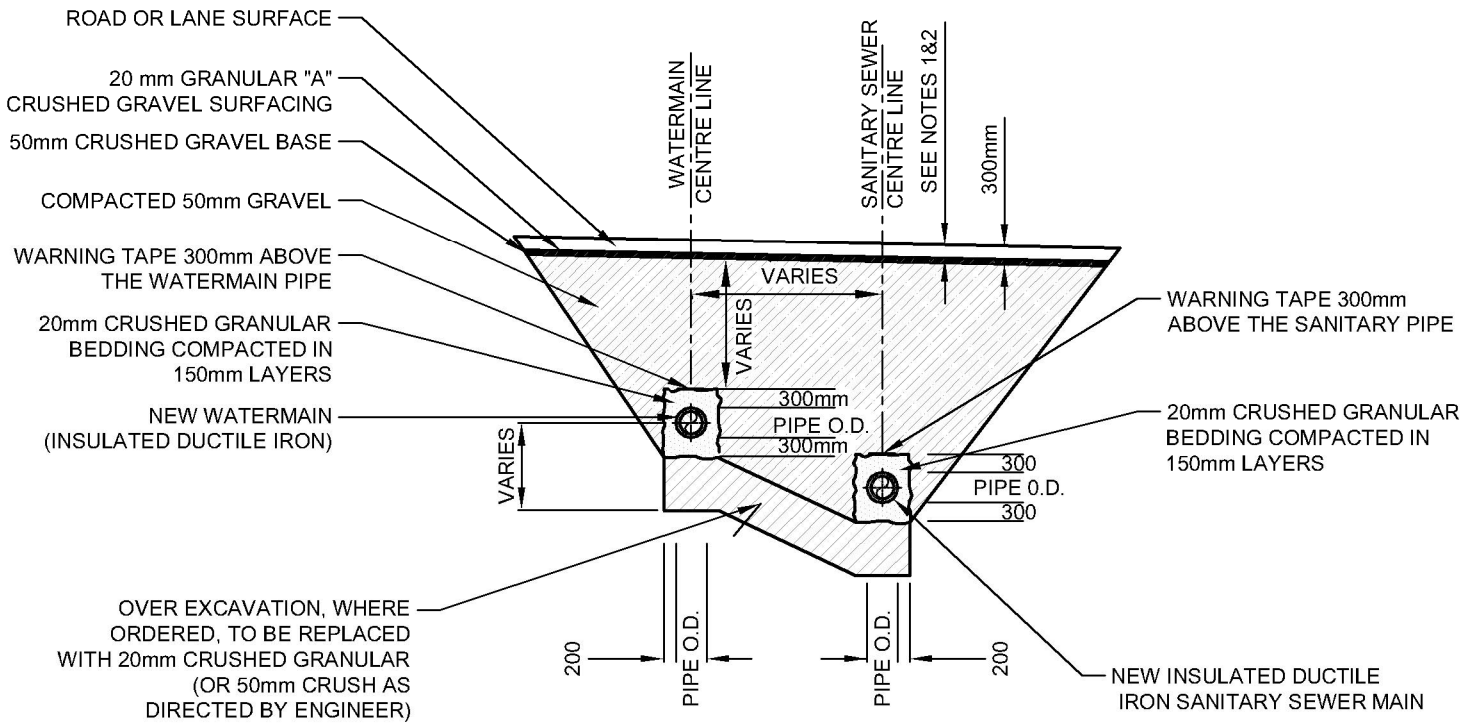 ROAD OR LANE SURFACE
20 mm GRANULAR "A"
CRUSHED GRAVEL SURFACING
50mm CRUSHED GRAVEL BASE
COMPACTED 50mm GRAVEL
WARNING TAPE 300mm ABOVE
THE WATERMAIN PIPE
20mm CRUSHED GRANULAR
BEDDING COMPACTED IN
150mm LAYERS
NEW WATERMAIN
(INSULATED DUCTILE IRON)
OVER EXCAVATION, WHERE
ORDERED, TO BE REPLACED
WITH 20mm CRUSHED GRANULAR
(OR 50mm CRUSH AS
DIRECTED BY ENGINEER)
WATERMAIN
CENTRE LINE
SANITARY SEWER
CENTRE LINE
SEE NOTES 1&2
300mm
VARIES
VARIES
VARIES
300mm
PIPE O.D.
300mm
300
PIPE 0.D.
300
200
PIPE O.D.
PIPE O.D.
200
WARNING TAPE 300mm
ABOVE THE SANITARY PIPE
20mm CRUSHED GRANULAR
BEDDING COMPACTED IN
150mm LAYERS
NEW INSULATED DUCTILE
IRON SANITARY SEWER MAIN